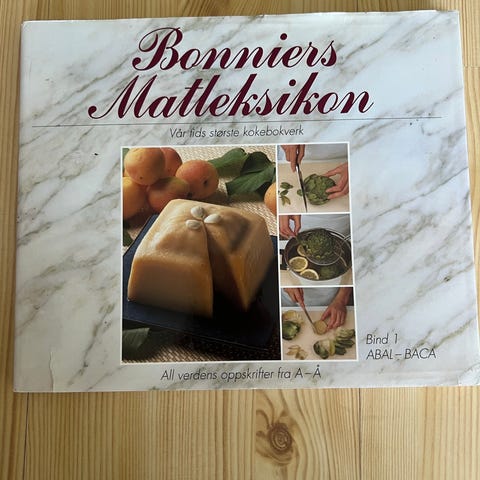 Bonniers
Matleksikon
Vår tids største kokebokverk
Bind 1
ABAL – BACA
All verdens oppskrifter fra A – Å